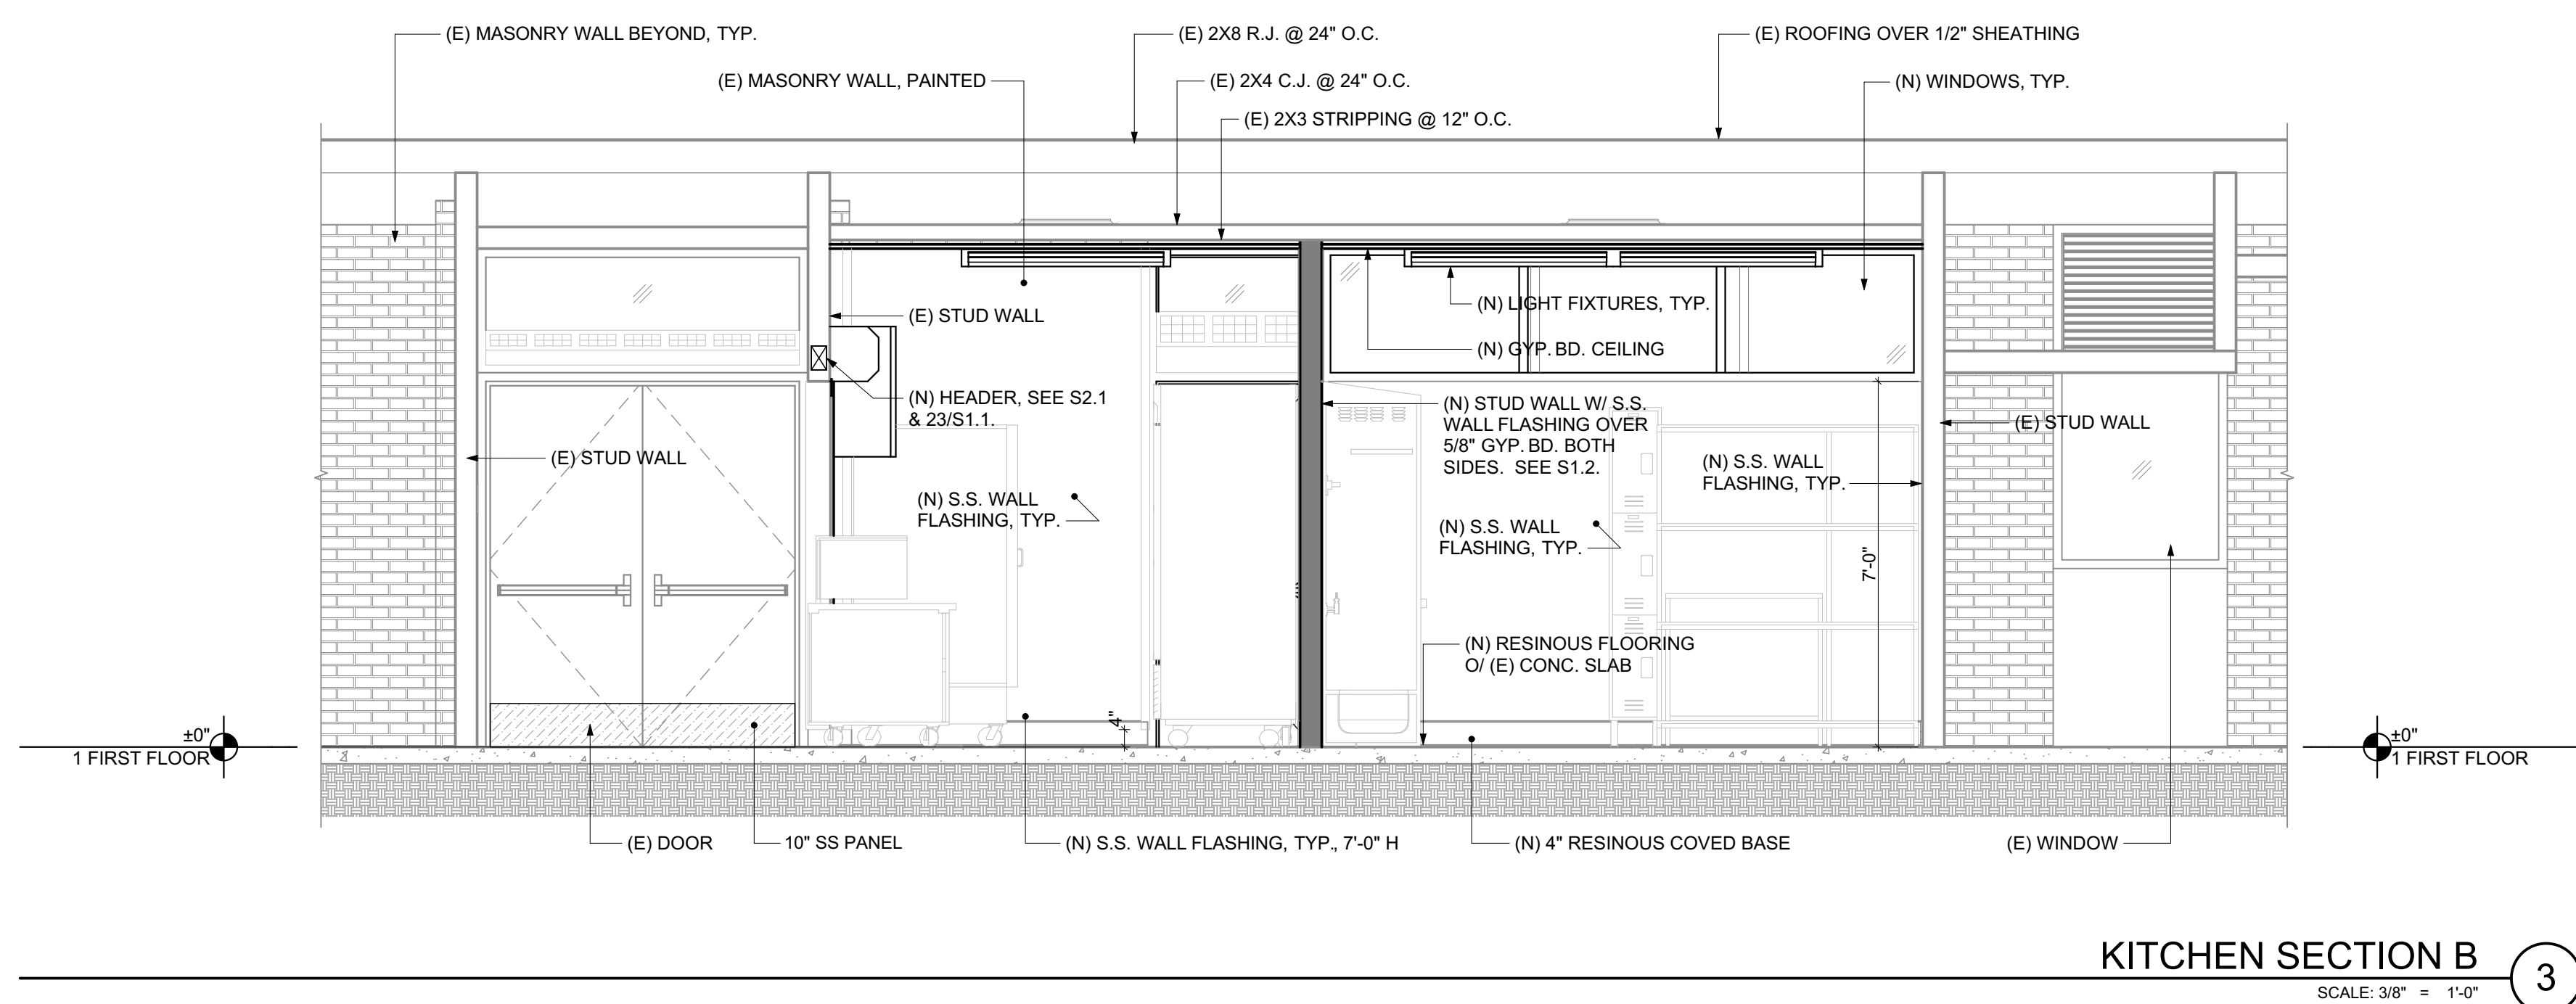 (E) MASONRY WALL BEYOND, TYP.
(E) 2X8 R.J. @ 24" O.C.
(E) ROOFING OVER 1/2" SHEATHING
(E) MASONRY WALL, PAINTED
(E) 2X4 C.J. @ 24" O.C.
(N) WINDOWS, TYP.
(E) 2X3 STRIPPING @ 12" O.C.
(E) STUD WALL
(N) LIGHT FIXTURES, TYP.
(N) GYP. BD. CEILING
(N) HEADER, SEE S2.1
& 23/S1.1.
(N) STUD WALL W/ S.S.
WALL FLASHING OVER
5/8" GYP. BD. BOTH
SIDES. SEE S1.2.
(E) STUD WALL
(E) STUD WALL
(N) S.S. WALL
FLASHING, TYP.
(N) S.S. WALL
FLASHING, TYP.
(N) S.S. WALL
FLASHING, TYP.
7'-0"
(N) RESINOUS FLOORING
O/ (E) CONC. SLAB
4"
±0"
1 FIRST FLOOR
±0"
1 FIRST FLOOR
(E) DOOR
10" SS PANEL
(N) S.S. WALL FLASHING, TYP., 7'-0" H
(N) 4" RESINOUS COVED BASE
(E) WINDOW
KITCHEN SECTION B
3
SCALE: 3/8" = 1'-0"